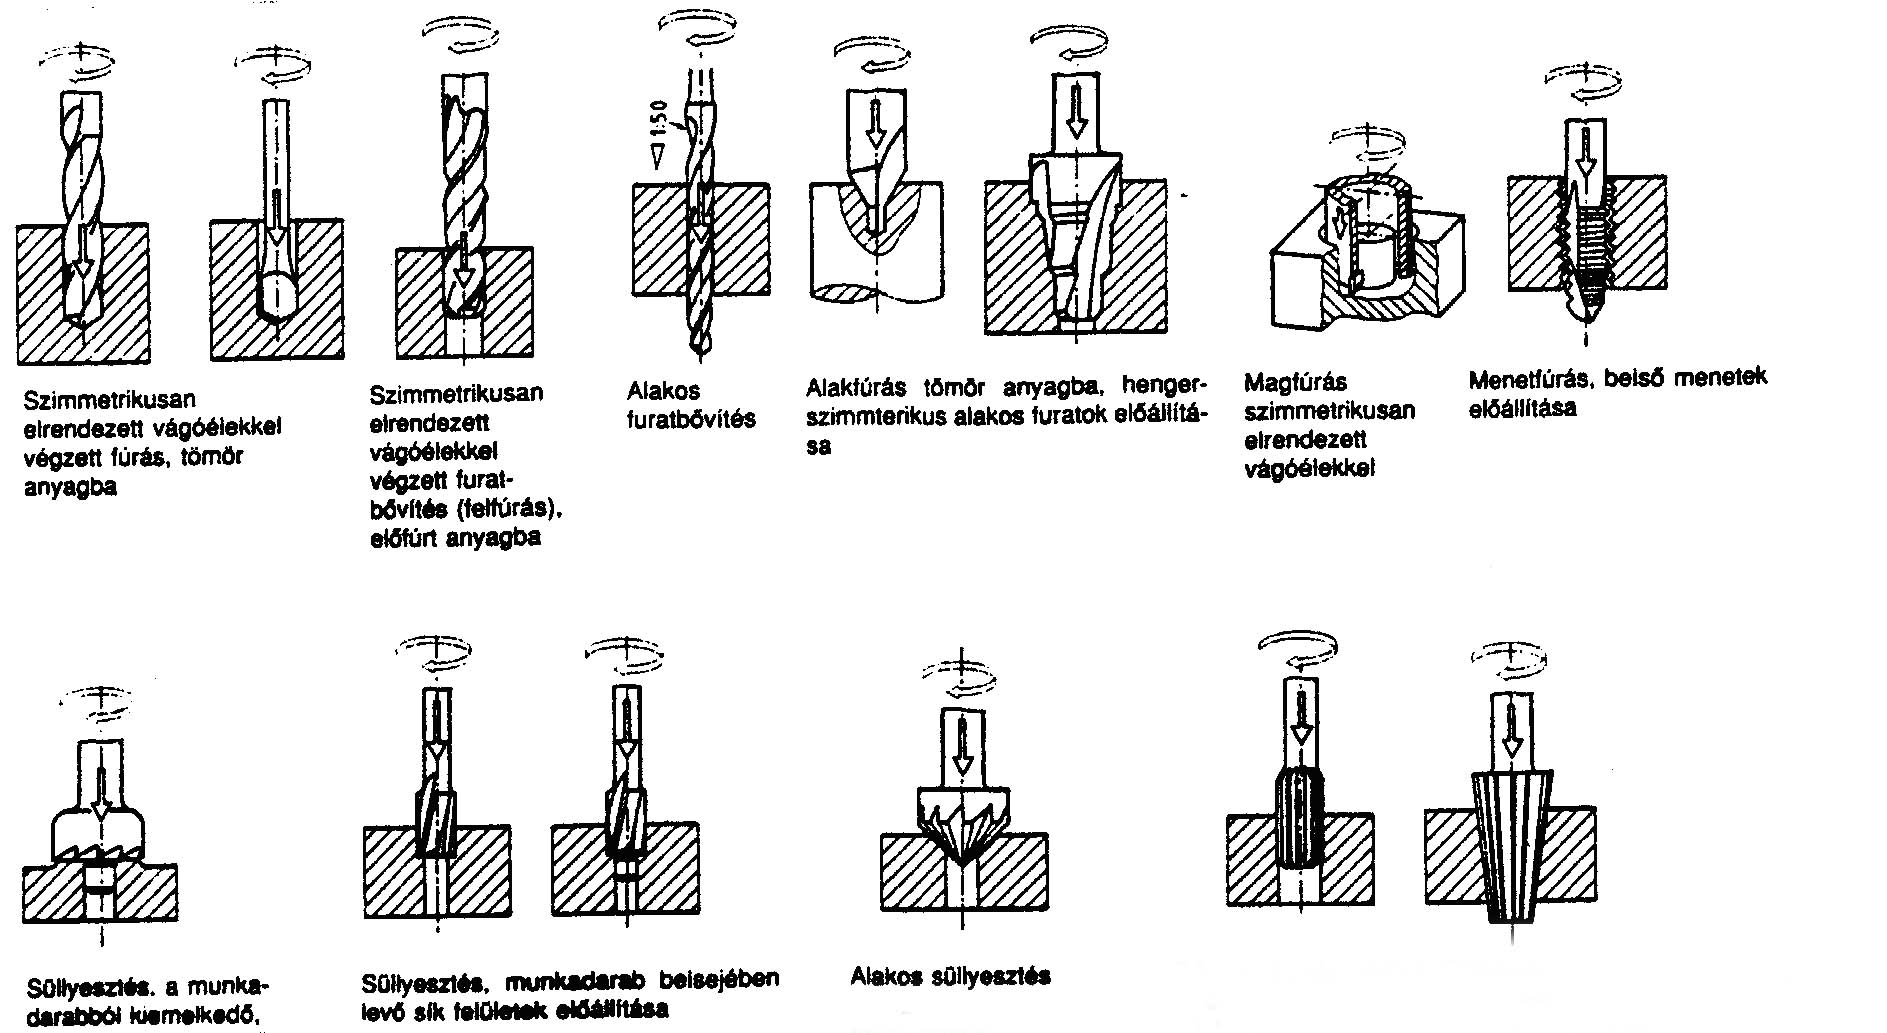 ▽ 1:50
Szimmetrikusan
elrendezett vágóélekkel
végzett fúrás, tömör
anyagba
Szimmetrikusan
elrendezett
vágóélekkel
végzett furat-
bővítés (felfúrás),
előfúrt anyagba
Alakos
furatbővítés
Alakfúrás tömör anyagba, henger-
szimmterikus alakos furatok előállítá-
sa
Magfúrás
szimmetrikusan
elrendezett
vágóélekkel
Menetfúrás, belső menetek
előállítása
Süllyesztés, a munka-
darabból kiemelkedő,
Süllyesztés, munkadarab belsejében
levő sík felületek előállítása
Alakos süllyesztés